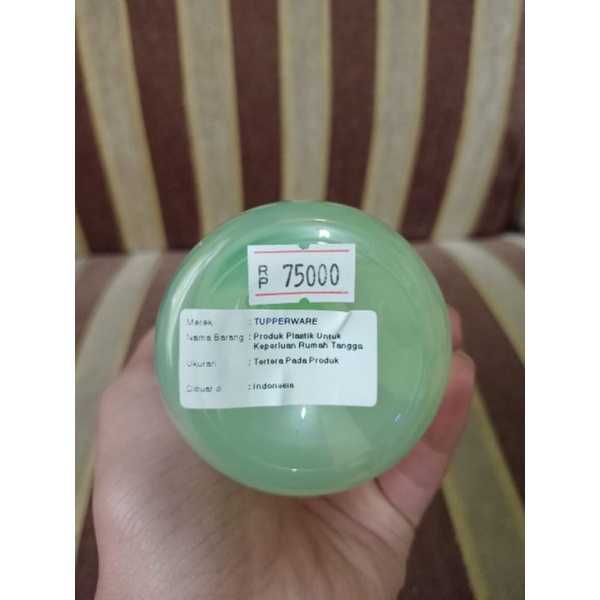 RP 75000
Merek : TUPPERWARE
Nama Barang : Produk Plastik Untuk
Keperluan Rumah Tangga
Ukuran : Tertera Pada Produk
Dibuat di : Indonesia